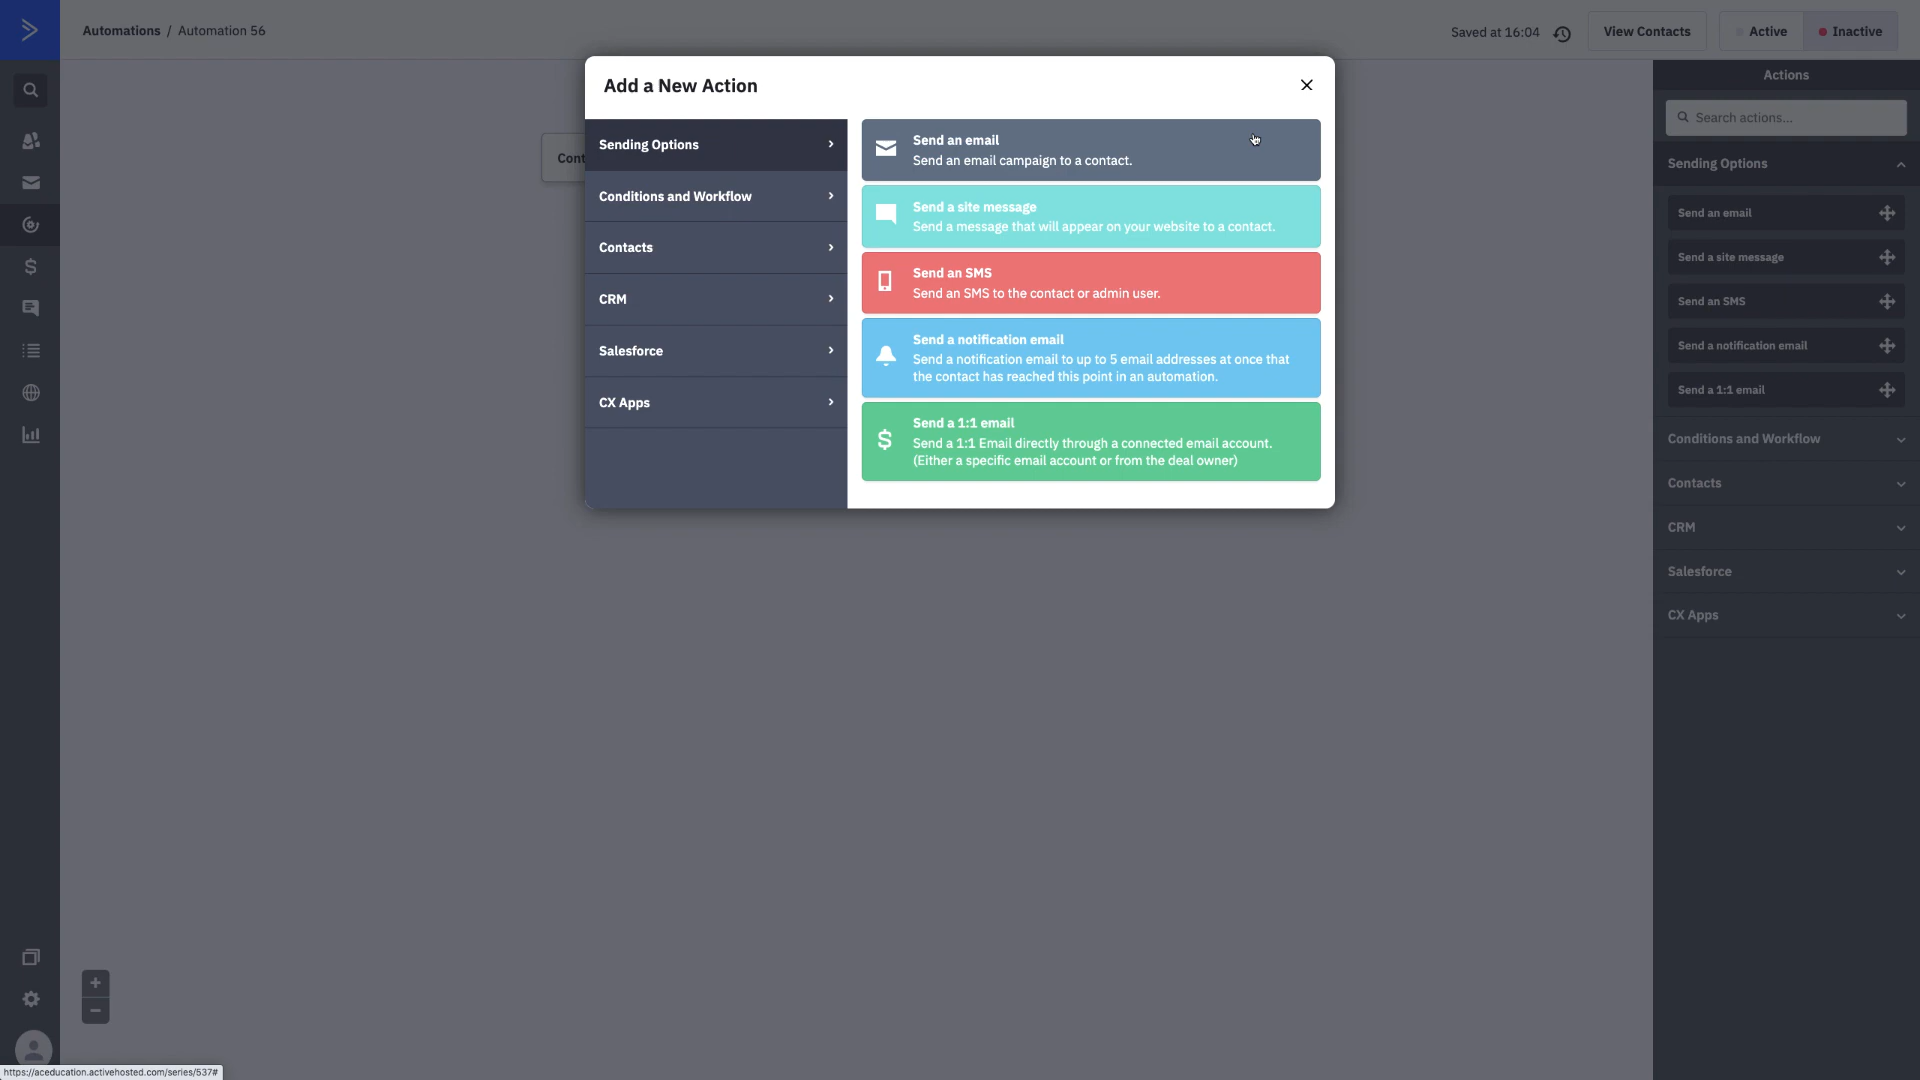 Automations / Automation 56
Saved at 16:04
View Contacts
Active
Inactive
Add a New Action
Sending Options
Conditions and Workflow
Contacts
CRM
Salesforce
CX Apps
Send an email
Send an email campaign to a contact.
Send a site message
Send a message that will appear on your website to a contact.
Send an SMS
Send an SMS to the contact or admin user.
Send a notification email
Send a notification email to up to 5 email addresses at once that
the contact has reached this point in an automation.
Send a 1:1 email
Send a 1:1 Email directly through a connected email account.
(Either a specific email account or from the deal owner)
Cont
Actions
Search actions...
Sending Options
Send an email
Send a site message
Send an SMS
Send a notification email
Send a 1:1 email
Conditions and Workflow
Contacts
CRM
Salesforce
CX Apps
https://aceducation.activehosted.com/series/537#